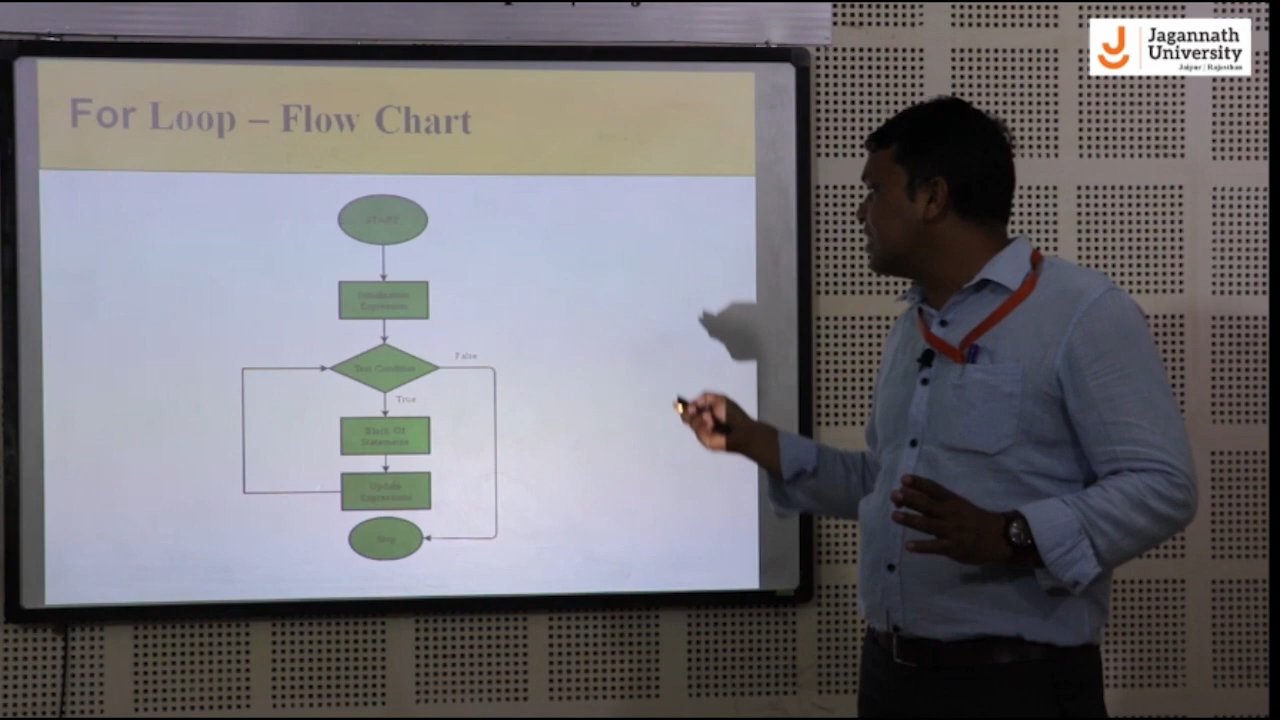 Jagannath
University
Jaipur | Rajasthan
For Loop – Flow Chart
START
Initialization
Expression
False
Test Condition
True
Block Of
Statements
Update
Expression
Stop